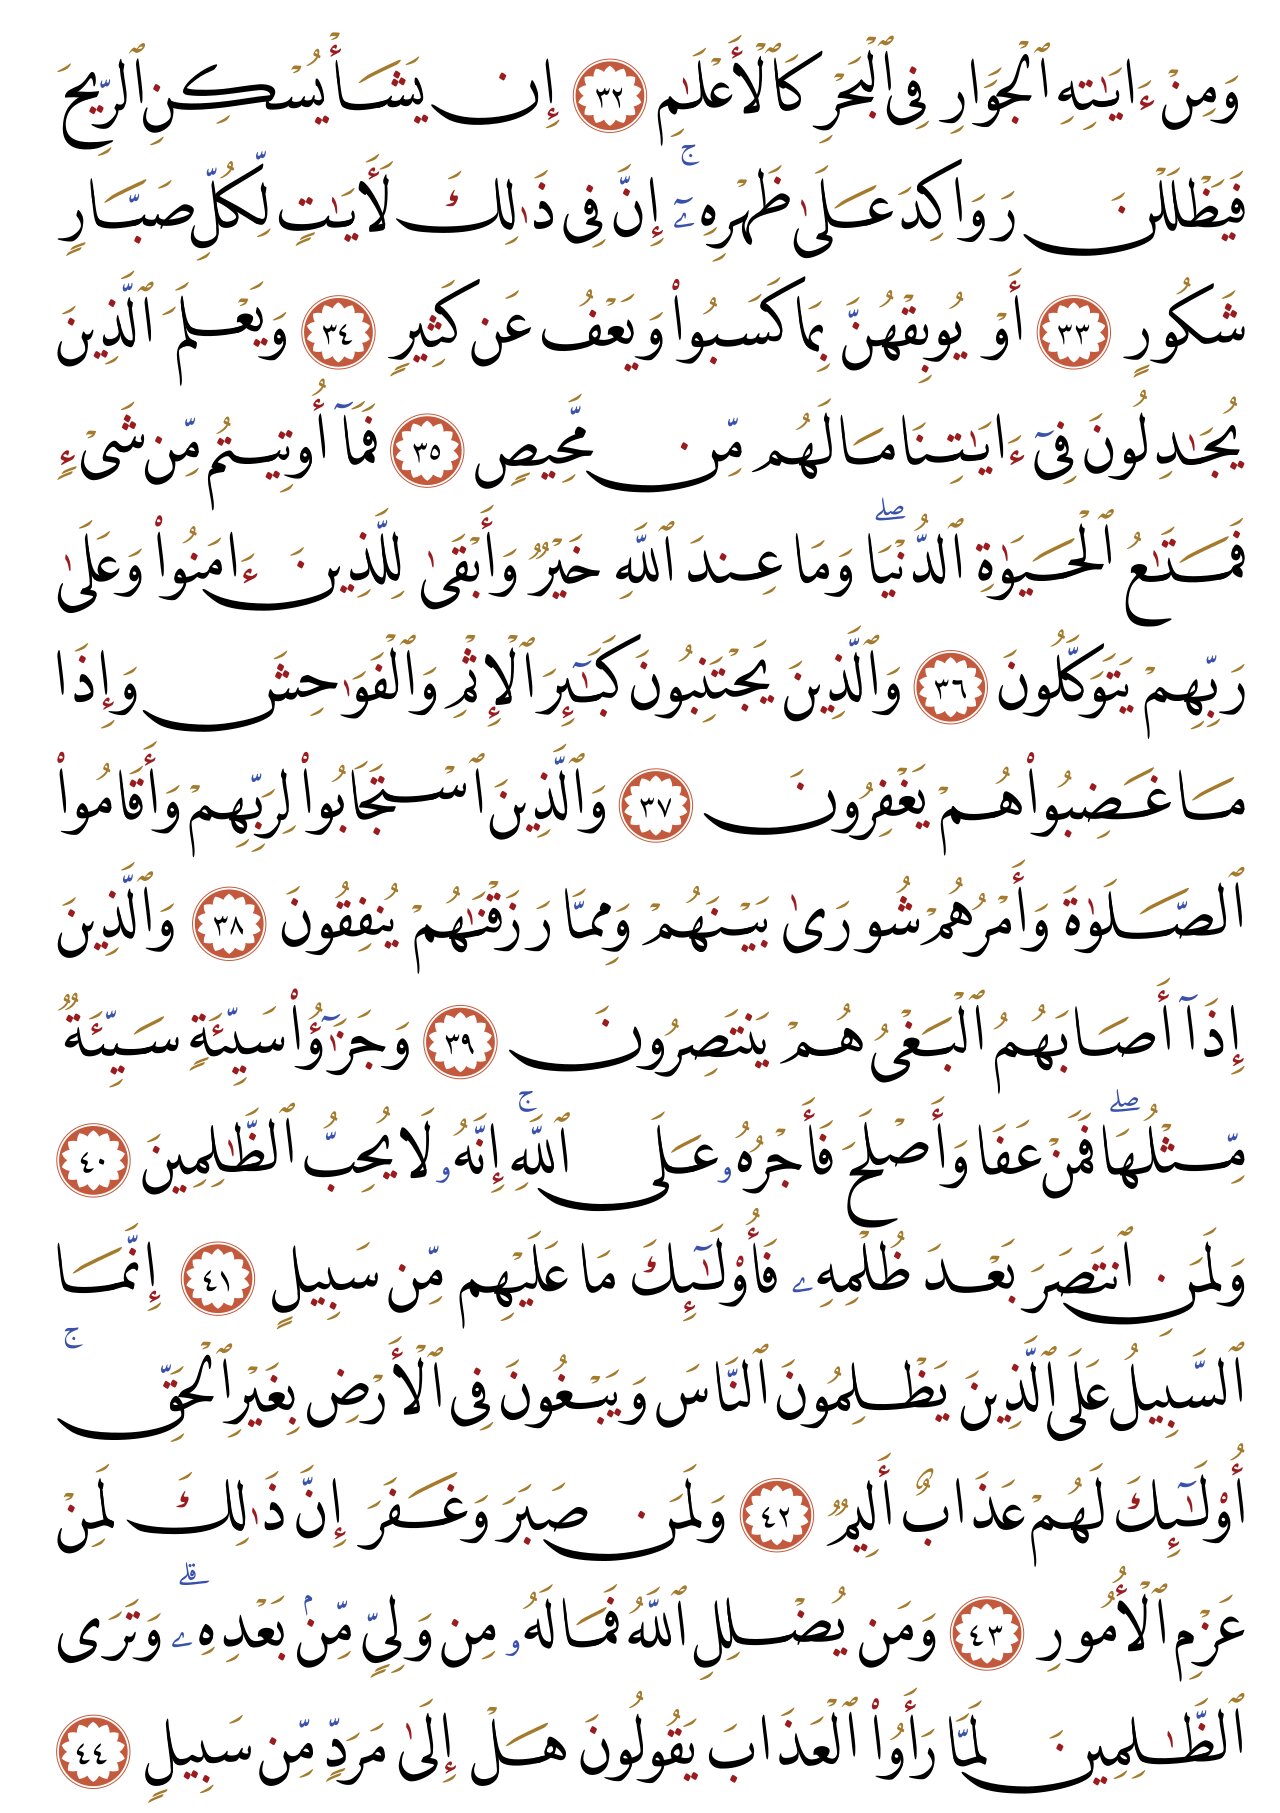 وَمِنْ ءَايَـٰتِهِ ٱلْجَوَارِ فِى ٱلْبَحْرِ كَٱلْأَعْلَـٰمِ ٣٢ إِن يَشَأْ يُسْكِنِ ٱلرِّيحَ
فَيَظْلَلْنَ رَوَاكِدَ عَلَىٰ ظَهْرِهِۦٓ ۚ إِنَّ فِى ذَٰلِكَ لَـَٔايَـٰتٍ لِّكُلِّ صَبَّارٍ
شَكُورٍ ٣٣ أَوْ يُوبِقْهُنَّ بِمَا كَسَبُوا۟ وَيَعْفُ عَن كَثِيرٍ ٣٤ وَيَعْلَمَ ٱلَّذِينَ
يُجَـٰدِلُونَ فِىٓ ءَايَـٰتِنَا مَا لَهُم مِّن مَّحِيصٍ ٣٥ فَمَآ أُوتِيتُم مِّن شَىْءٍ
فَمَتَـٰعُ ٱلْحَيَوٰةِ ٱلدُّنْيَا ۖ وَمَا عِندَ ٱللَّهِ خَيْرٌ وَأَبْقَىٰ لِلَّذِينَ ءَامَنُوا۟ وَعَلَىٰ
رَبِّهِمْ يَتَوَكَّلُونَ ٣٦ وَٱلَّذِينَ يَجْتَنِبُونَ كَبَـٰٓئِرَ ٱلْإِثْمِ وَٱلْفَوَٰحِشَ وَإِذَا
مَا غَضِبُوا۟ هُمْ يَغْفِرُونَ ٣٧ وَٱلَّذِينَ ٱسْتَجَابُوا۟ لِرَبِّهِمْ وَأَقَامُوا۟
ٱلصَّلَوٰةَ وَأَمْرُهُمْ شُورَىٰ بَيْنَهُمْ وَمِمَّا رَزَقْنَـٰهُمْ يُنفِقُونَ ٣٨ وَٱلَّذِينَ
إِذَآ أَصَابَهُمُ ٱلْبَغْىُ هُمْ يَنتَصِرُونَ ٣٩ وَجَزَٰٓؤُا۟ سَيِّئَةٍ سَيِّئَةٌ
مِّثْلُهَا ۖ فَمَنْ عَفَا وَأَصْلَحَ فَأَجْرُهُۥ عَلَى ٱللَّهِ ۚ إِنَّهُۥ لَا يُحِبُّ ٱلظَّـٰلِمِينَ ٤٠
وَلَمَنِ ٱنتَصَرَ بَعْدَ ظُلْمِهِۦ فَأُو۟لَـٰٓئِكَ مَا عَلَيْهِم مِّن سَبِيلٍ ٤١ إِنَّمَا
ٱلسَّبِيلُ عَلَى ٱلَّذِينَ يَظْلِمُونَ ٱلنَّاسَ وَيَبْغُونَ فِى ٱلْأَرْضِ بِغَيْرِ ٱلْحَقِّ ۚ
أُو۟لَـٰٓئِكَ لَهُمْ عَذَابٌ أَلِيمٌ ٤٢ وَلَمَن صَبَرَ وَغَفَرَ إِنَّ ذَٰلِكَ لَمِنْ
عَزْمِ ٱلْأُمُورِ ٤٣ وَمَن يُضْلِلِ ٱللَّهُ فَمَا لَهُۥ مِن وَلِىٍّ مِّنۢ بَعْدِهِۦ ۗ وَتَرَى
ٱلظَّـٰلِمِينَ لَمَّا رَأَوُا۟ ٱلْعَذَابَ يَقُولُونَ هَلْ إِلَىٰ مَرَدٍّ مِّن سَبِيلٍ ٤٤